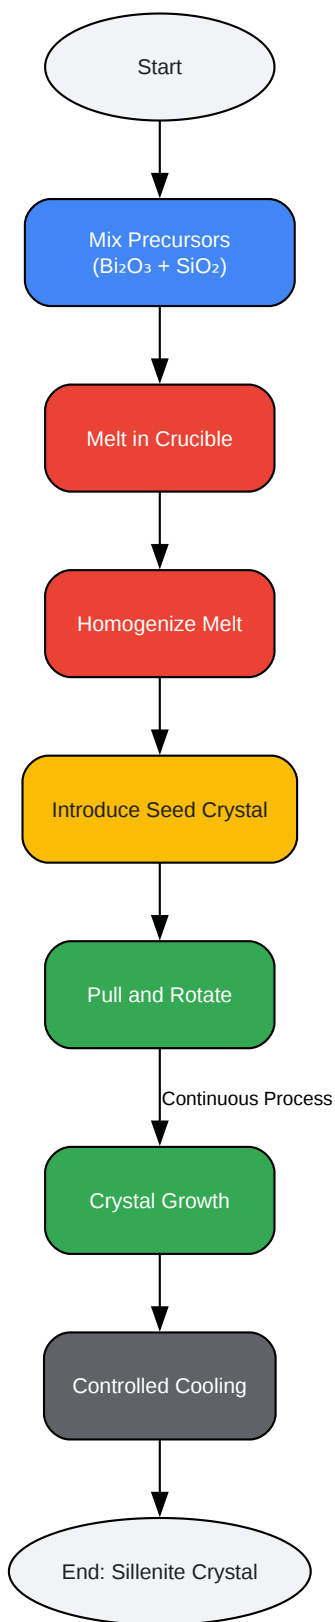 Start
Mix Precursors
(Bi₂O₃ + SiO₂)
Melt in Crucible
Homogenize Melt
Introduce Seed Crystal
Pull and Rotate
Continuous Process
Crystal Growth
Controlled Cooling
End: Sillenite Crystal